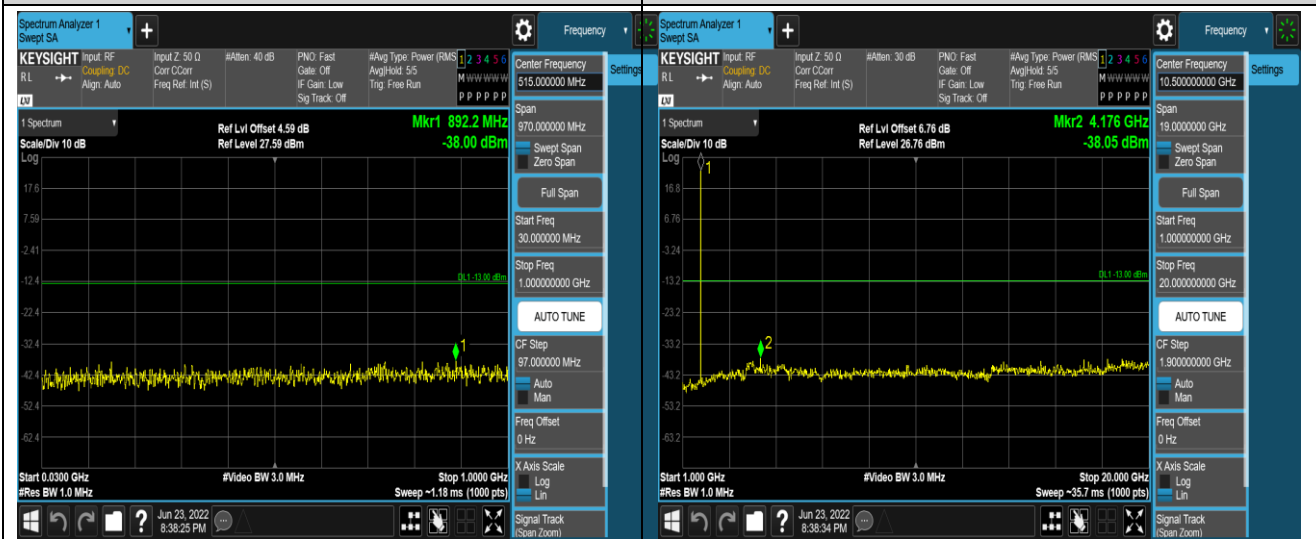 Spectrum Analyzer 1
Swept SA
+
Frequency
KEYSIGHT Input: RF Input Z: 50 Ω #Atten: 40 dB PNO: Fast #Avg Type: Power (RMS 1 2 3 4 5 6
RL Coupling: DC Corr CCorr Gate: Off Avg|Hold: 5/5 M W W W W W
Align: Auto Freq Ref: Int (S) IF Gain: Low Trig: Free Run
LXI Sig Track: Off P P P P P P
1 Spectrum
Scale/Div 10 dB
Ref Lvl Offset 4.59 dB
Ref Level 27.59 dBm
Mkr1 892.2 MHz
-38.00 dBm
Log
17.6
7.59
-2.41
-12.4
-22.4
-32.4
-42.4
-52.4
-62.4
DL1 -13.00 dBm
1
Start 0.0300 GHz #Video BW 3.0 MHz Stop 1.0000 GHz
#Res BW 1.0 MHz Sweep ~1.18 ms (1000 pts)
Settings
Center Frequency
515.000000 MHz
Span
970.000000 MHz
Swept Span
Zero Span
Full Span
Start Freq
30.000000 MHz
Stop Freq
1.000000000 GHz
AUTO TUNE
CF Step
97.000000 MHz
Auto
Man
Freq Offset
0 Hz
X Axis Scale
Log
Lin
Signal Track
(Span Zoom)
?
Jun 23, 2022
8:38:25 PM
Spectrum Analyzer 1
Swept SA
+
Frequency
KEYSIGHT Input: RF Input Z: 50 Ω #Atten: 30 dB PNO: Fast #Avg Type: Power (RMS 1 2 3 4 5 6
RL Coupling: DC Corr CCorr Gate: Off Avg|Hold: 5/5 M W W W W W
Align: Auto Freq Ref: Int (S) IF Gain: Low Trig: Free Run
LXI Sig Track: Off P P P P P P
1 Spectrum
Scale/Div 10 dB
Ref Lvl Offset 6.76 dB
Ref Level 26.76 dBm
Mkr2 4.176 GHz
-38.05 dBm
Log
1
16.8
6.76
-3.24
-13.2
-23.2
-33.2
-43.2
-53.2
-63.2
DL1 -13.00 dBm
2
Start 1.000 GHz #Video BW 3.0 MHz Stop 20.000 GHz
#Res BW 1.0 MHz Sweep ~35.7 ms (1000 pts)
Settings
Center Frequency
10.500000000 GHz
Span
19.0000000 GHz
Swept Span
Zero Span
Full Span
Start Freq
1.000000000 GHz
Stop Freq
20.000000000 GHz
AUTO TUNE
CF Step
1.900000000 GHz
Auto
Man
Freq Offset
0 Hz
X Axis Scale
Log
Lin
Signal Track
(Span Zoom)
?
Jun 23, 2022
8:38:34 PM